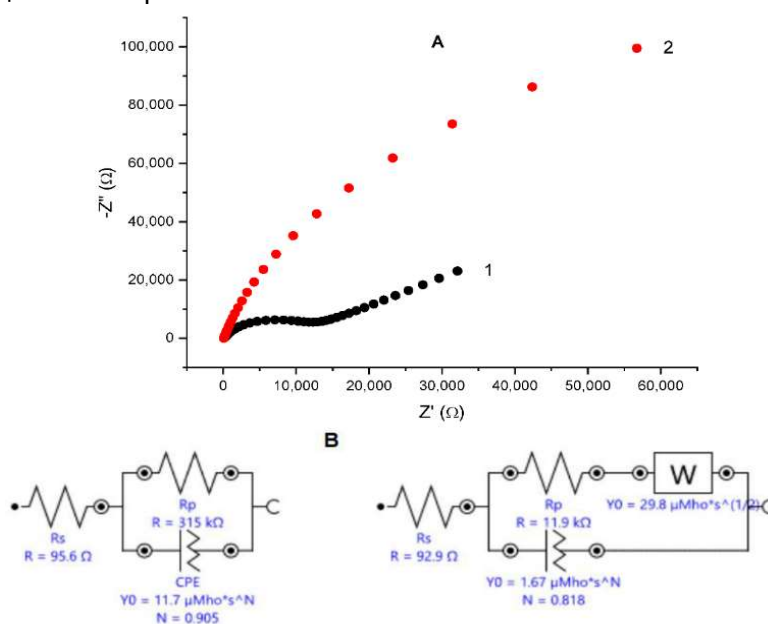 A
100,000
80,000
60,000
40,000
20,000
0
-Z" (Ω)
2
1
0
10,000
20,000
30,000
40,000
50,000
60,000
Z' (Ω)
B
Rs
R = 95.6 Ω
Rp
R = 315 kΩ
CPE
Y0 = 11.7 µMho*s^N
N = 0.905
Rs
R = 92.9 Ω
Rp
R = 11.9 kΩ
W
Y0 = 29.8 µMho*s^(1/2)
Y0 = 1.67 µMho*s^N
N = 0.818